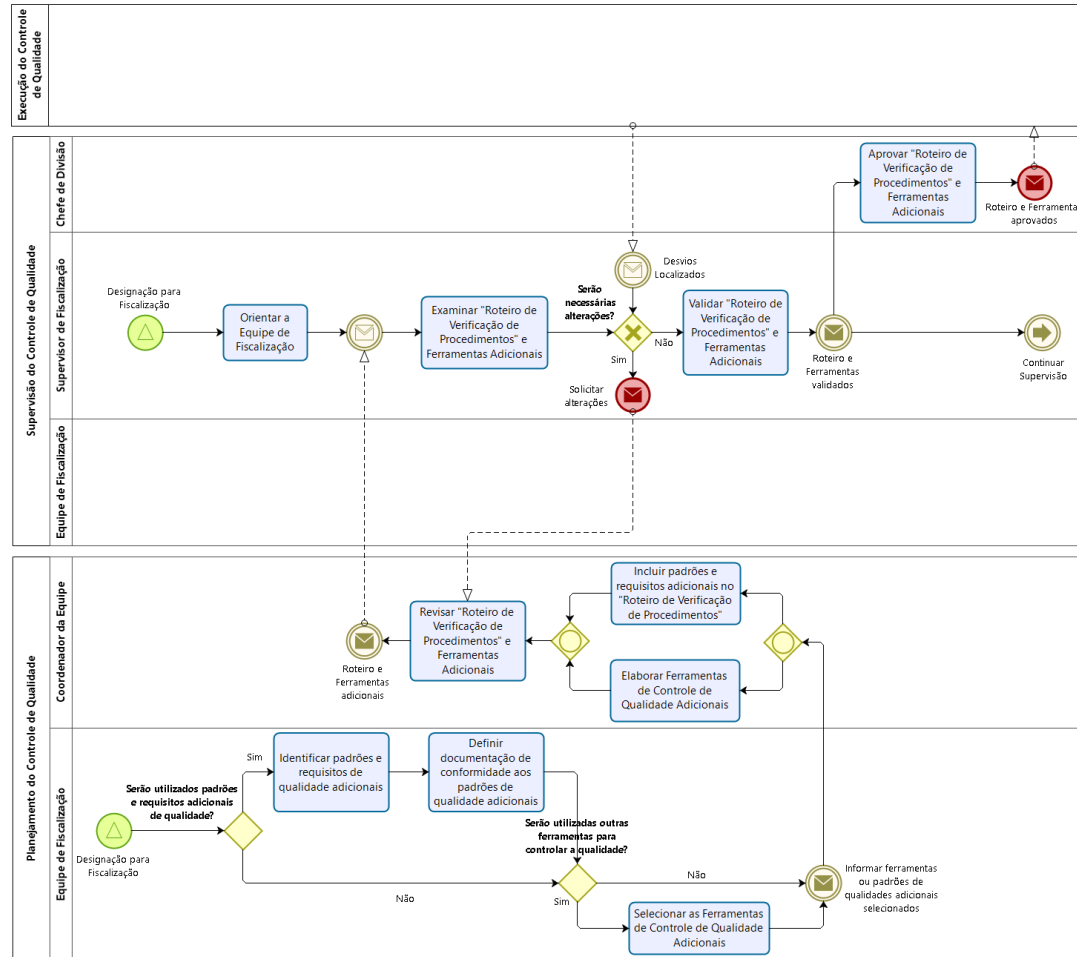 Execução do Controle
de Qualidade
Supervisão do Controle de Qualidade
Chefe de Divisão
Aprovar "Roteiro de
Verificação de
Procedimentos" e
Ferramentas
Adicionais
Roteiro e Ferramenta
aprovados
Supervisor de Fiscalização
Designação para
Fiscalização
Orientar a
Equipe de
Fiscalização
Examinar "Roteiro de
Verificação de
Procedimentos" e
Ferramentas Adicionais
Desvios
Localizados
Serão
necessárias
alterações?
Não
Sim
Solicitar
alterações
Validar "Roteiro de
Verificação de
Procedimentos" e
Ferramentas
Adicionais
Roteiro e
Ferramentas
validados
Continuar
Supervisão
Equipe de Fiscalização
Planejamento do Controle de Qualidade
Coordenador da Equipe
Incluir padrões e
requisitos adicionais no
"Roteiro de Verificação
de Procedimentos"
Revisar "Roteiro de
Verificação de
Procedimentos" e
Ferramentas
Adicionais
Roteiro e
Ferramentas
adicionais
Elaborar Ferramentas
de Controle de
Qualidade Adicionais
Equipe de Fiscalização
Designação para
Fiscalização
Serão utilizados padrões
e requisitos adicionais
de qualidade?
Sim
Identificar padrões e
requisitos de
qualidade adicionais
Definir
documentação de
conformidade aos
padrões de
qualidade adicionais
Serão utilizadas outras
ferramentas para
controlar a qualidade?
Não
Não
Sim
Selecionar as Ferramentas
de Controle de Qualidade
Adicionais
Informar ferramentas
ou padrões de
qualidades adicionais
selecionados